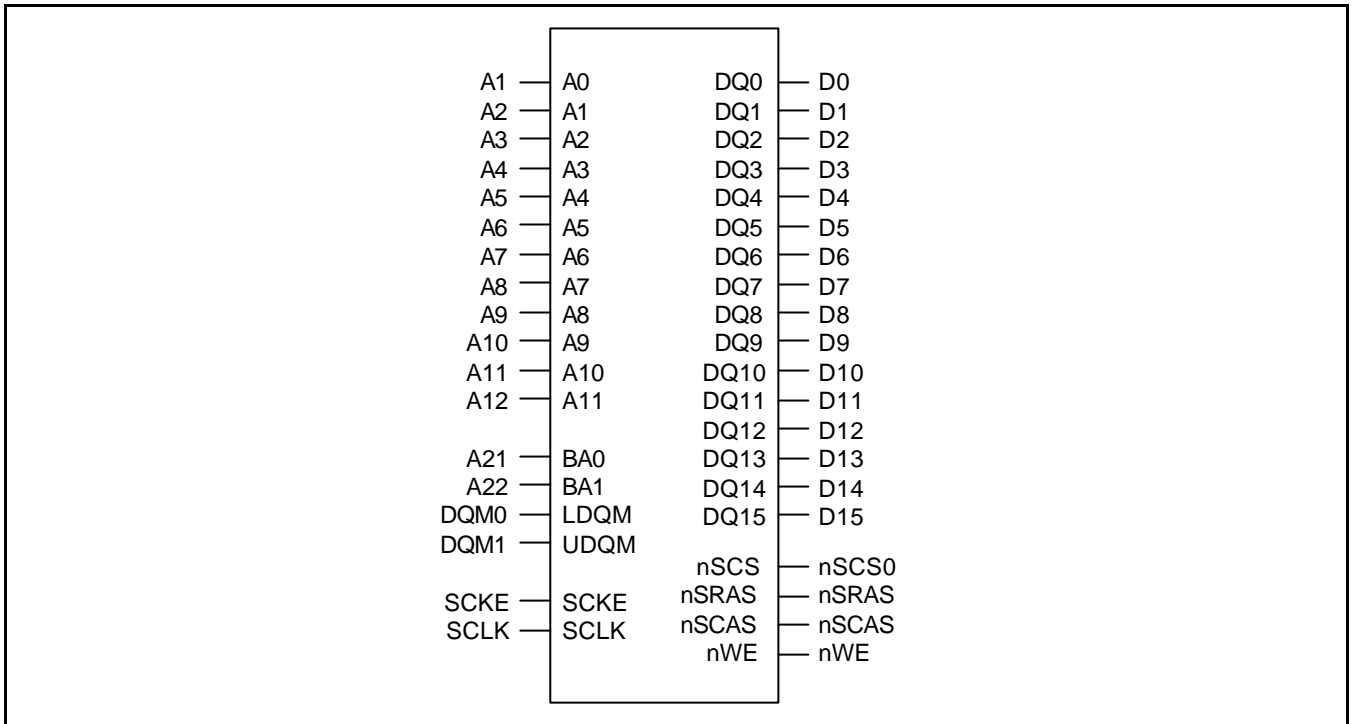 A1 A0 DQ0 D0
A2 A1 DQ1 D1
A3 A2 DQ2 D2
A4 A3 DQ3 D3
A5 A4 DQ4 D4
A6 A5 DQ5 D5
A7 A6 DQ6 D6
A8 A7 DQ7 D7
A9 A8 DQ8 D8
A10 A9 DQ9 D9
A11 A10 DQ10 D10
A12 A11 DQ11 D11
DQ12 D12
A21 BA0 DQ13 D13
A22 BA1 DQ14 D14
DQM0 LDQM DQ15 D15
DQM1 UDQM
nSCS nSCS0
SCKE SCKE nSRAS nSRAS
SCLK SCLK nSCAS nSCAS
nWE nWE